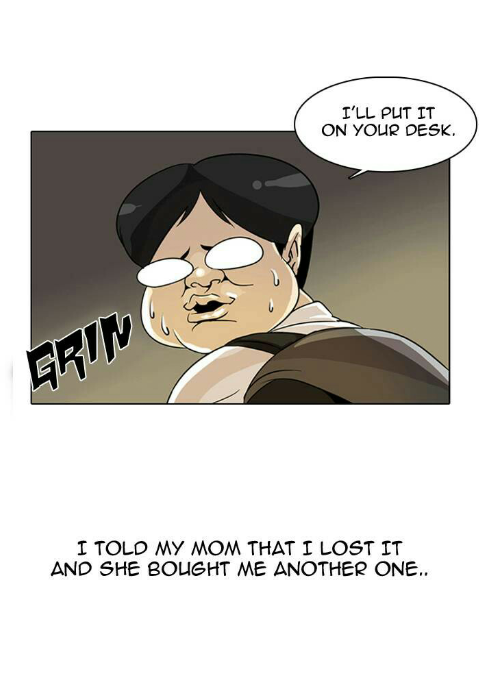 I'LL PUT IT
ON YOUR DESK.
GRIN
I TOLD MY MOM THAT I LOST IT
AND SHE BOUGHT ME ANOTHER ONE..